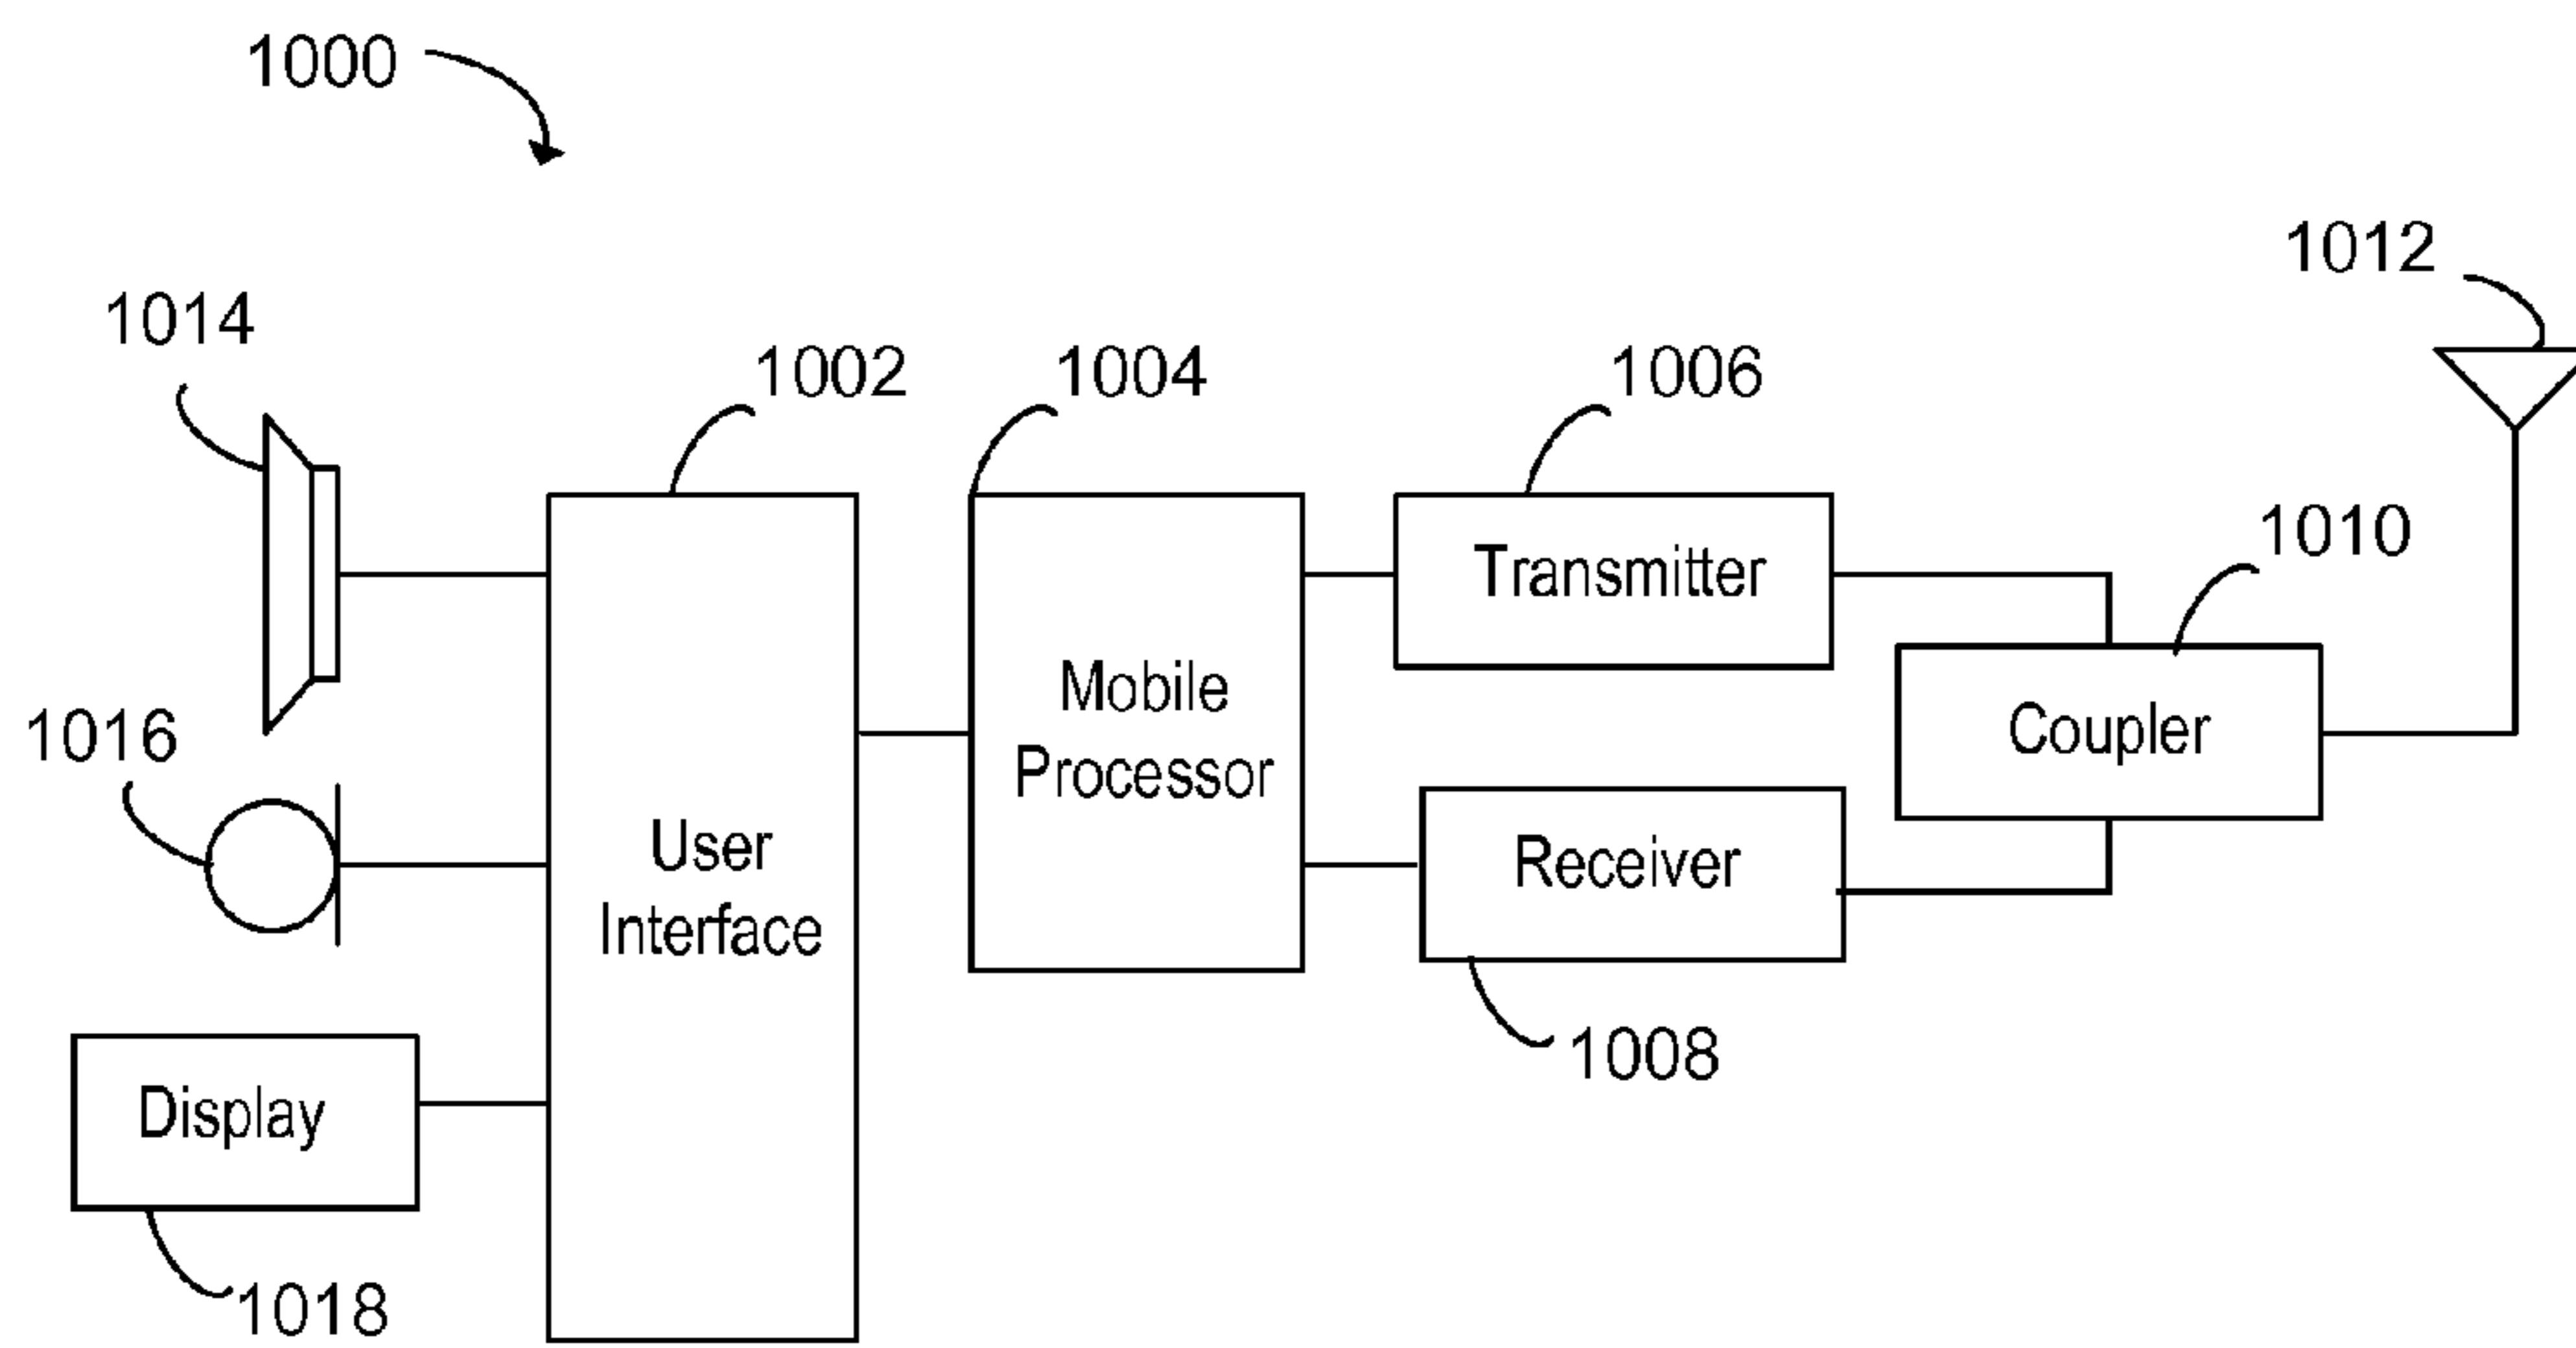 1000
1012
1014
1002
1004
1006
1010
Transmitter
Mobile
Processor
Coupler
1016
User
Interface
Receiver
1008
Display
1018